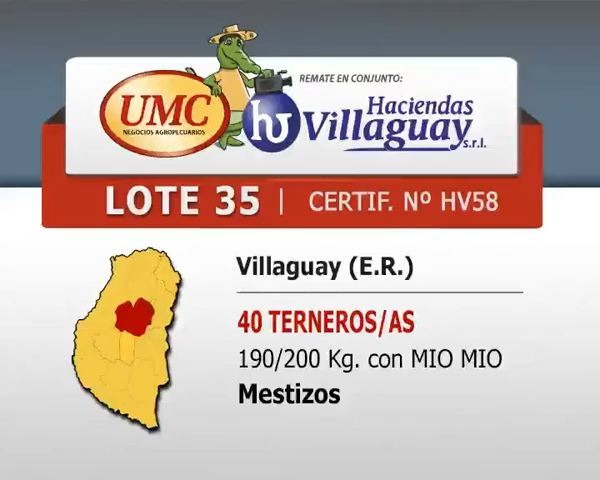 REMATE EN CONJUNTO:
UMC
NEGOCIOS AGROPECUARIOS
hv
Haciendas
Villaguay
s.r.l.
LOTE 35 | CERTIF. Nº HV58
Villaguay (E.R.)
40 TERNEROS/AS
190/200 Kg. con MIO MIO
Mestizos